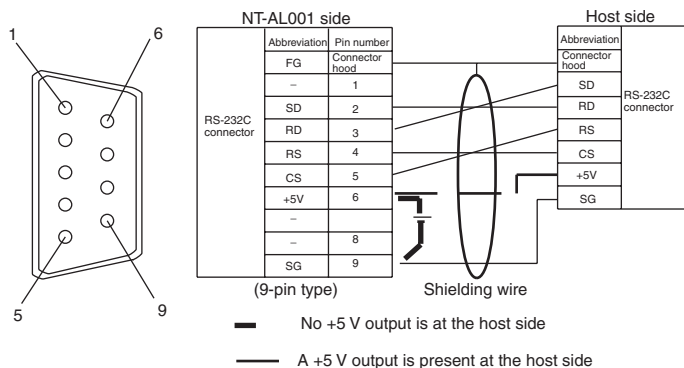 NT-AL001 side
Host side
1
6
5
9
RS-232C
connector
Abbreviation Pin number
FG Connector
hood
– 1
SD 2
RD 3
RS 4
CS 5
+5V 6
–
– 8
SG 9
(9-pin type)
Abbreviation
Connector
hood
SD
RD
RS
CS
+5V
SG
RS-232C
connector
Shielding wire
No +5 V output is at the host side
A +5 V output is present at the host side